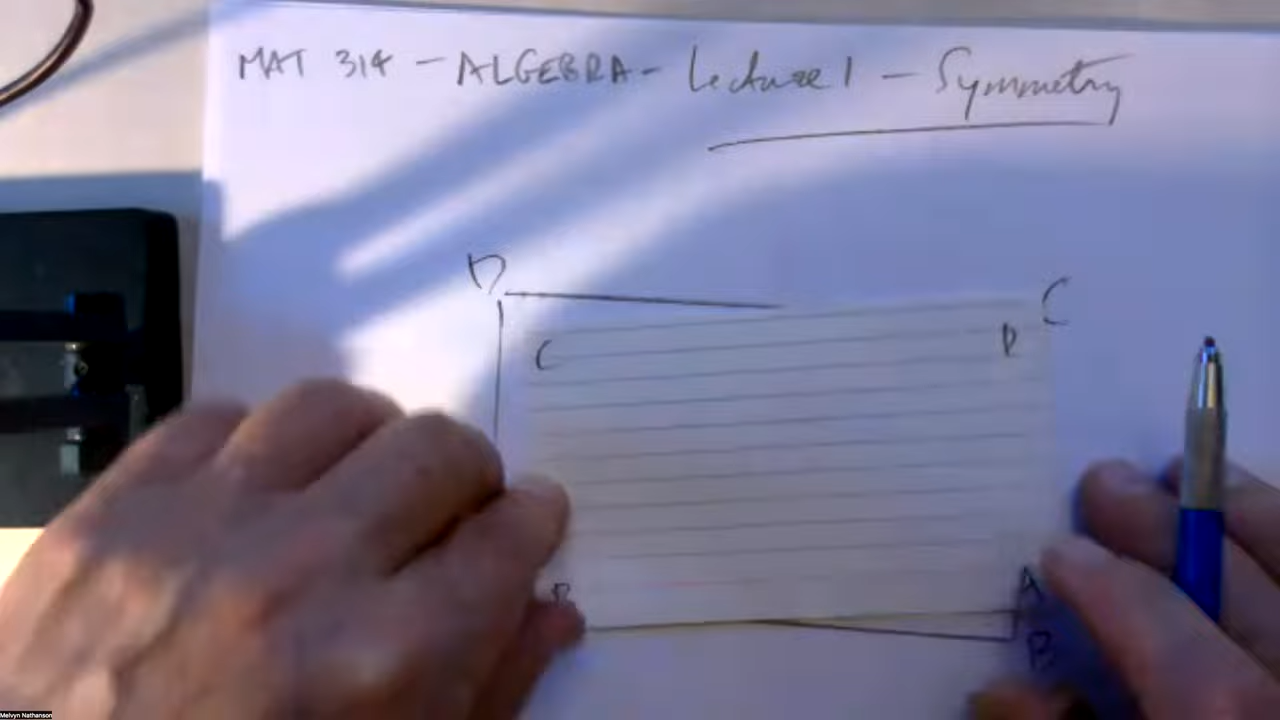 MAT 314 - ALGEBRA - Lecture 1 - Symmetry
D C
C D
B A
B
Melvyn Nathanson